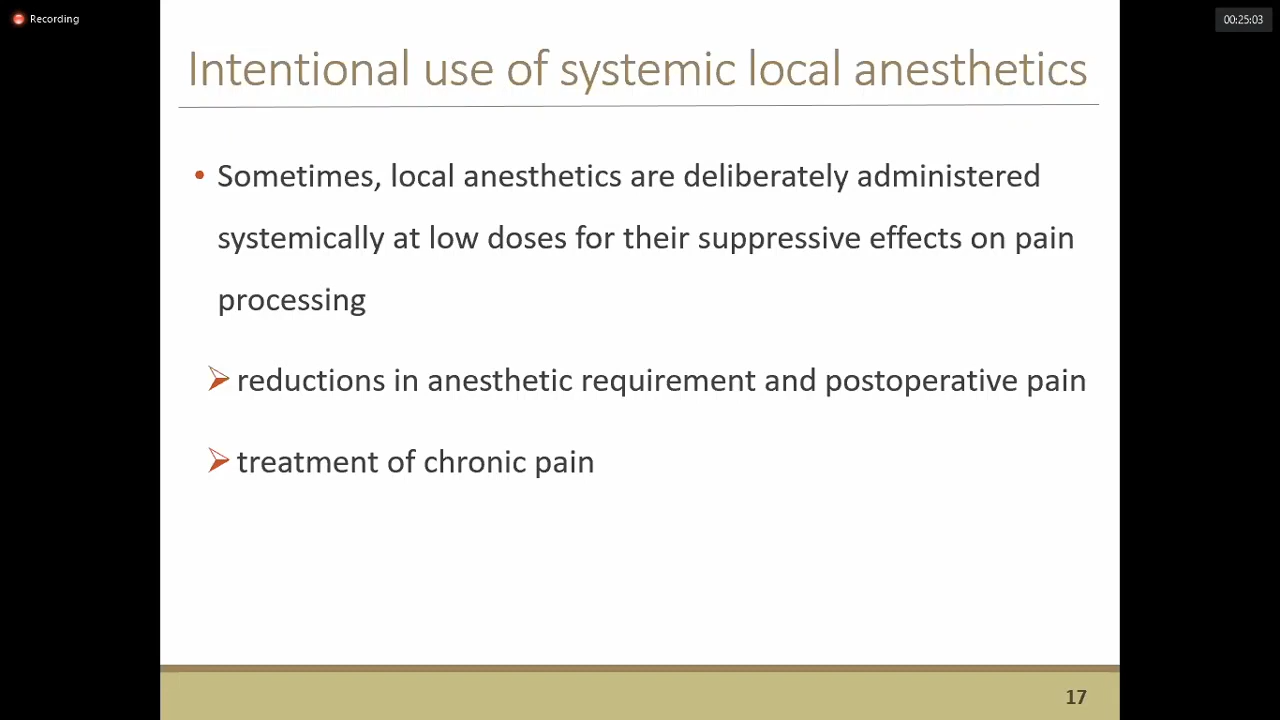 Recording
00:25:03
Intentional use of systemic local anesthetics
• Sometimes, local anesthetics are deliberately administered
systemically at low doses for their suppressive effects on pain
processing
➢ reductions in anesthetic requirement and postoperative pain
➢ treatment of chronic pain
17